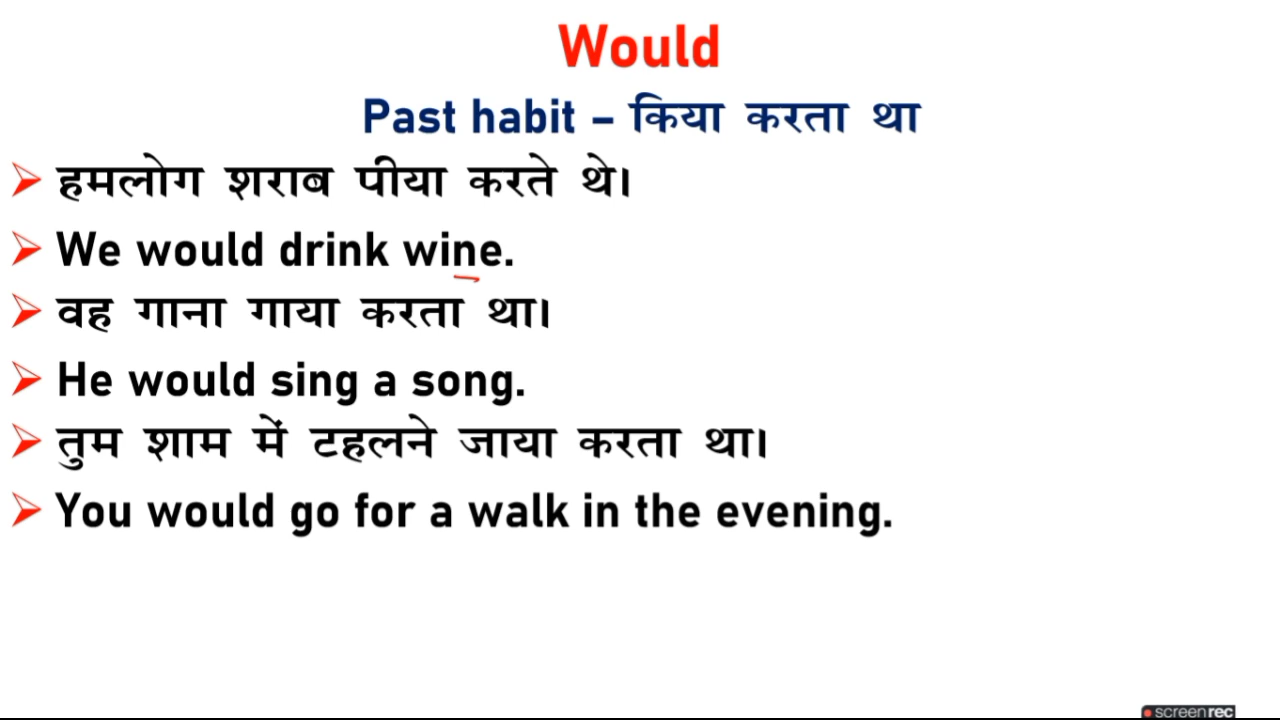 Would
Past habit – किया करता था
हमलोग शराब पीया करते थे।
We would drink wine.
वह गाना गाया करता था।
He would sing a song.
तुम शाम में टहलने जाया करता था।
You would go for a walk in the evening.
screenrec